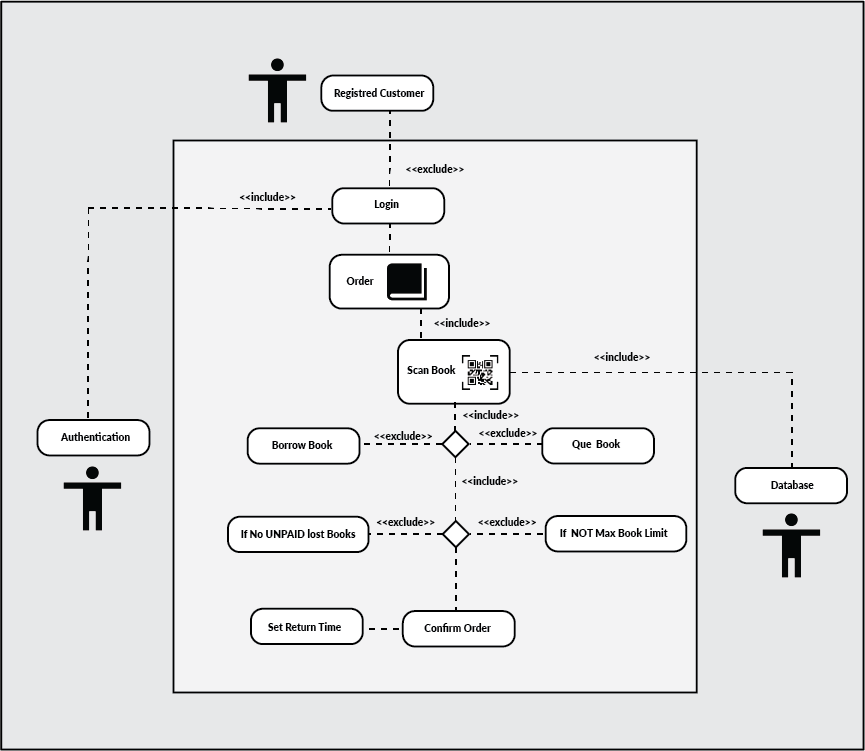 Registred Customer
<<exclude>>
<<include>>
Login
Order
<<include>>
<<include>>
Scan Book
<<include>>
<<exclude>>
<<exclude>>
Borrow Book
Que Book
Authentication
<<include>>
Database
<<exclude>>
<<exclude>>
If No UNPAID lost Books
If NOT Max Book Limit
Set Return Time
Confirm Order